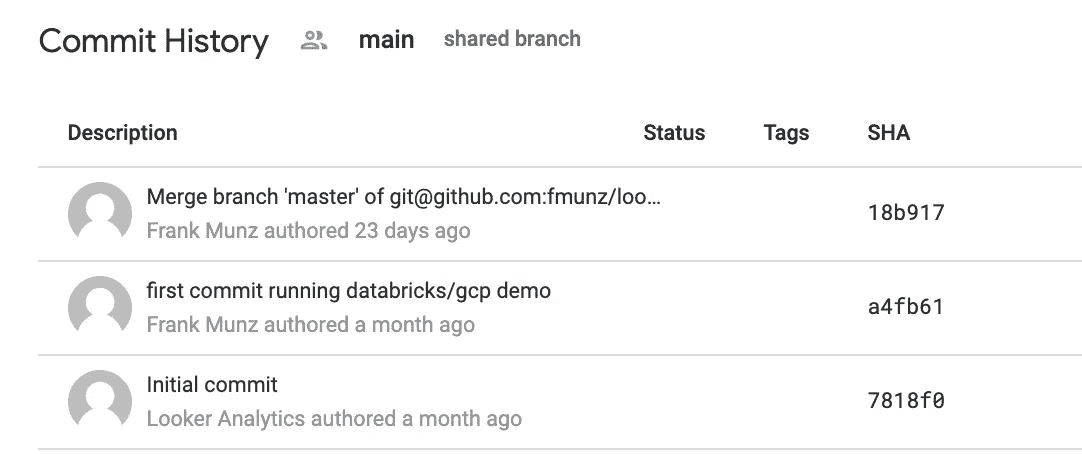 Commit History main shared branch
Description Status Tags SHA
Merge branch 'master' of git@github.com:fmunz/loo...
Frank Munz authored 23 days ago
18b917
first commit running databricks/gcp demo
Frank Munz authored a month ago
a4fb61
Initial commit
Looker Analytics authored a month ago
7818f0